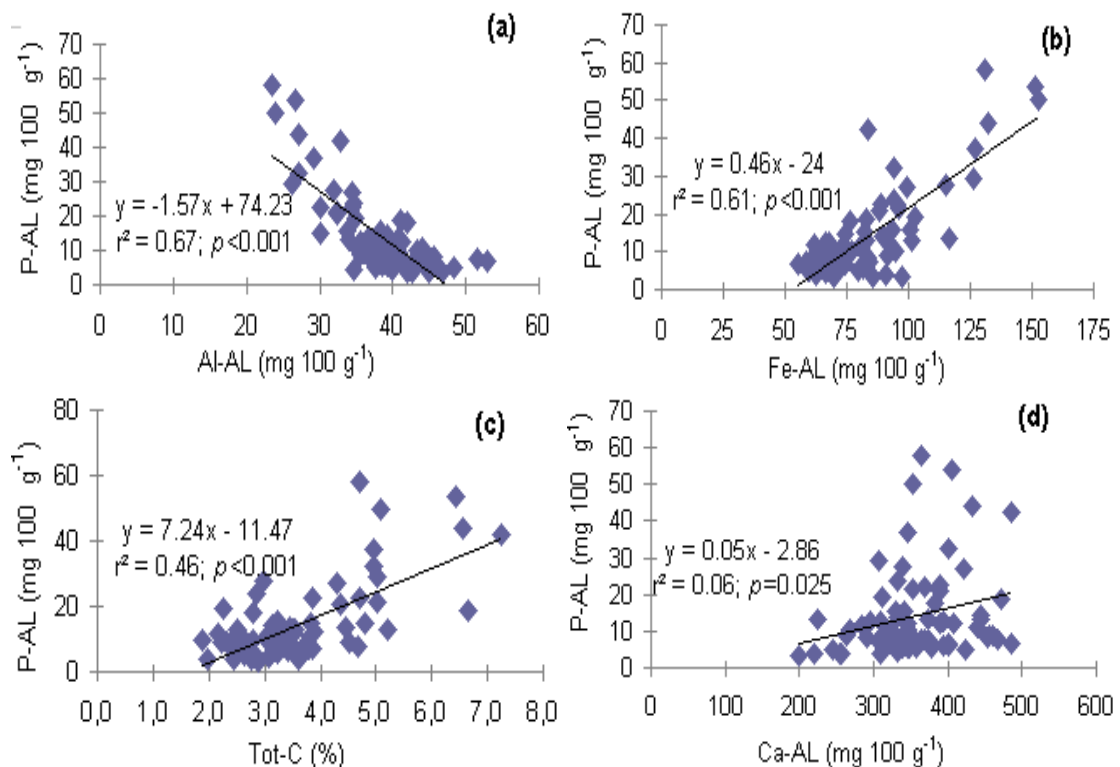 (a)
P-AL (mg 100 g-1)
70
60
50
40
30
20
10
0
y = -1.57x + 74.23
r² = 0.67; p<0.001
0 10 20 30 40 50 60
Al-AL (mg 100 g-1)
(b)
P-AL (mg 100 g-1)
70
60
50
40
30
20
10
0
y = 0.46x - 24
r² = 0.61; p<0.001
0 25 50 75 100 125 150 175
Fe-AL (mg 100 g-1)
(c)
P-AL (mg 100 g-1)
80
60
40
20
0
y = 7.24x - 11.47
r² = 0.46; p<0.001
0,0 1,0 2,0 3,0 4,0 5,0 6,0 7,0 8,0
Tot-C (%)
(d)
P-AL (mg 100 g-1)
70
60
50
40
30
20
10
0
y = 0.05x - 2.86
r² = 0.06; p=0.025
0 100 200 300 400 500 600
Ca-AL (mg 100 g-1)